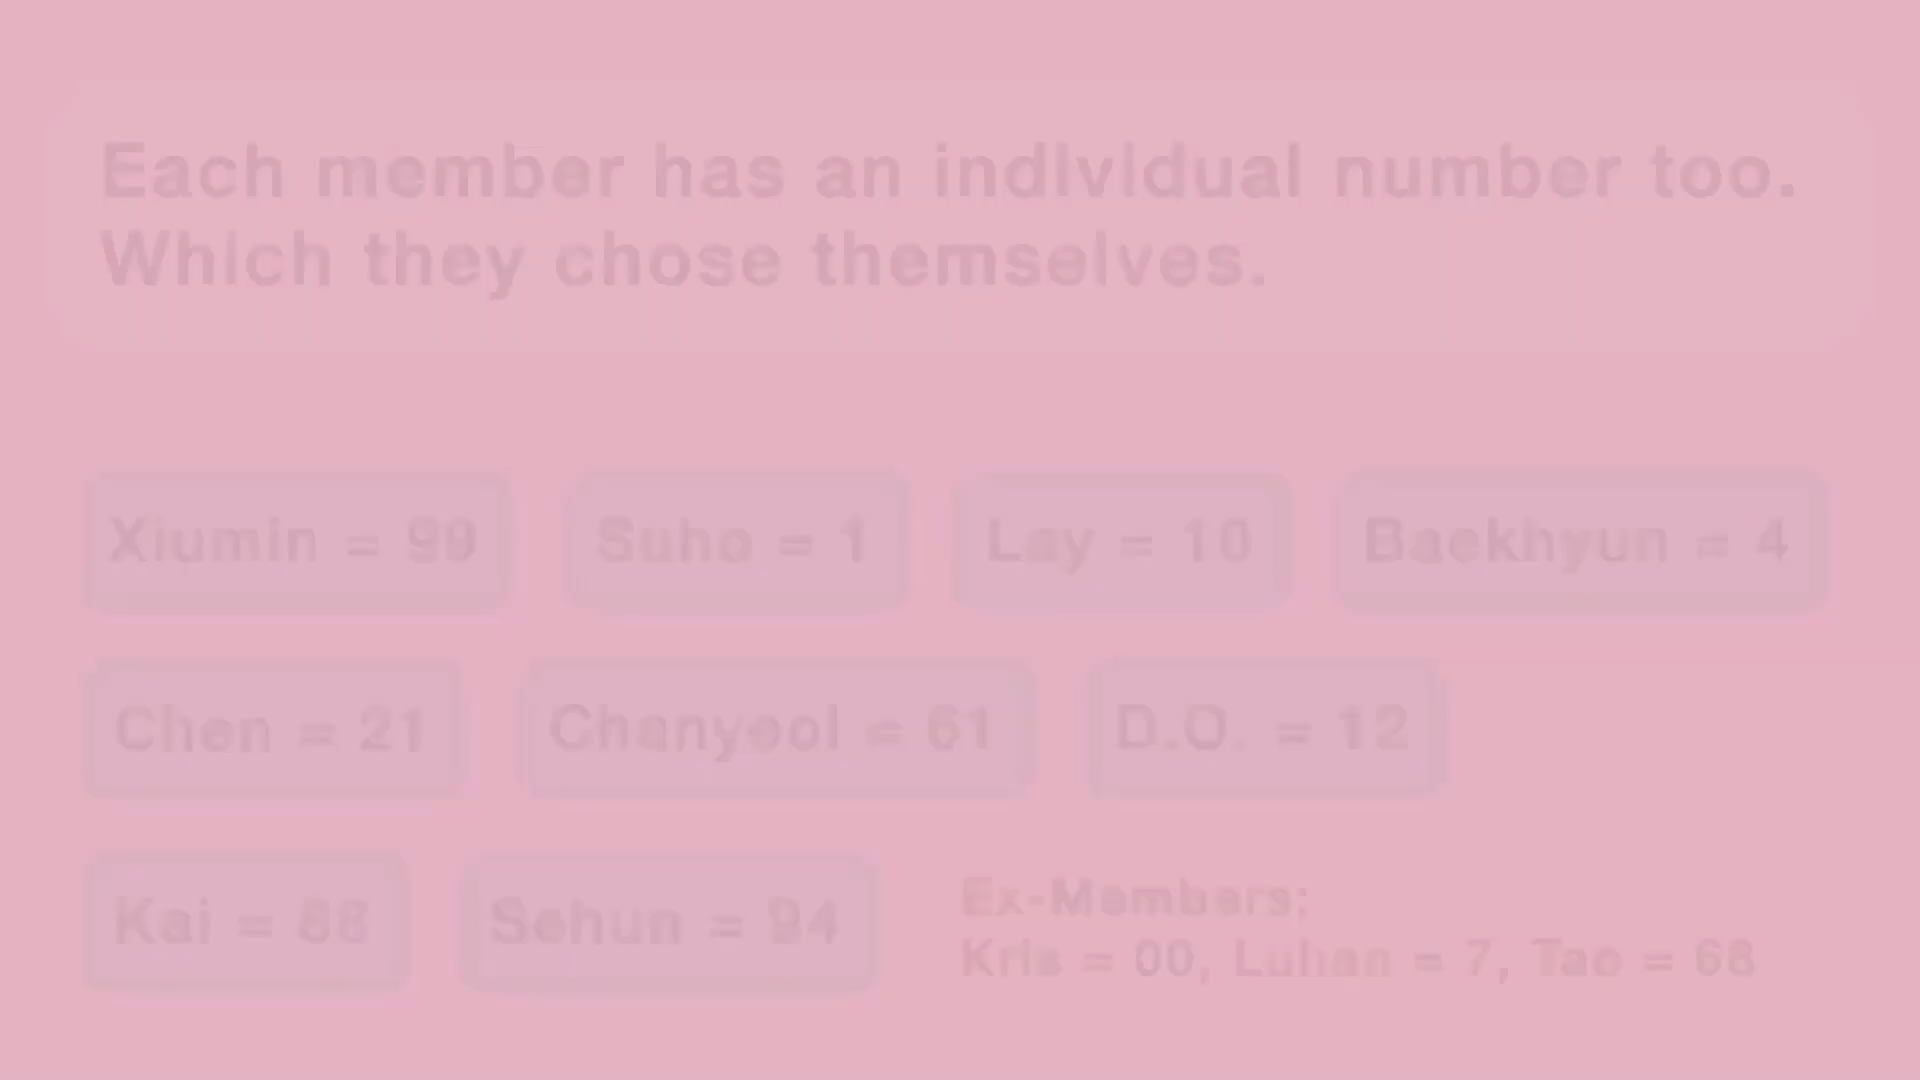 Each member has an individual number too.
Which they chose themselves.
Xiumin = 99 Suho = 1 Lay = 10 Baekhyun = 4
Chen = 21 Chanyeol = 61 D.O. = 12
Kai = 88 Sehun = 94
Ex-Members:
Kris = 00, Luhan = 7, Tao = 68